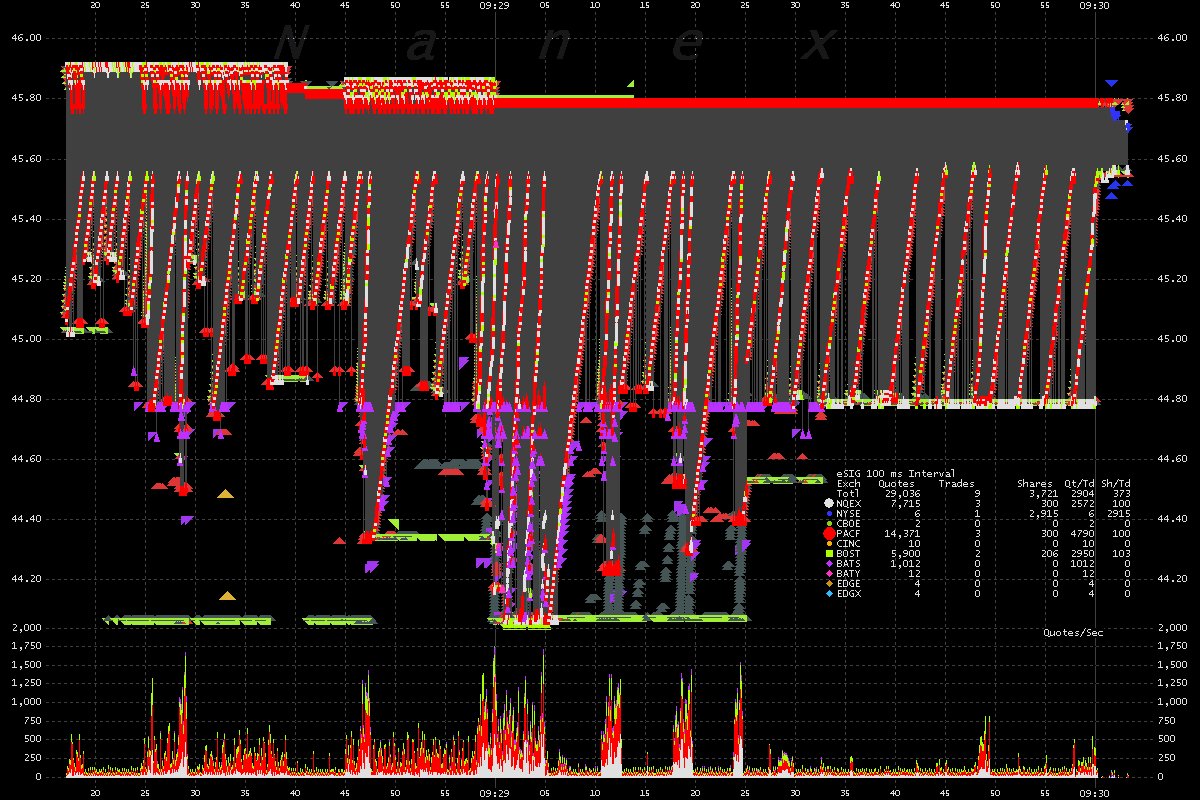 20 25 30 35 40 45 50 55 09:29 05 10 15 20 25 30 35 40 45 50 55 09:30
N a n e x
46.00 46.00
45.80 45.80
45.60 45.60
45.40 45.40
45.20 45.20
45.00 45.00
44.80 44.80
44.60 44.60
eSIG 100 ms Interval
Exch Quotes Trades Shares Qt/Td Sh/Td
Totl 29,036 9 3,721 2904 373
NQEX 7,715 3 300 2572 100
NYSE 6 1 2,915 6 2915
44.40 44.40
CBOE 2 0 0 2 0
PACF 14,371 3 300 4790 100
CINC 10 0 0 10 0
BOST 5,900 2 206 2950 103
BATS 1,012 0 0 1012 0
BATY 12 0 0 12 0
44.20 44.20
EDGE 4 0 0 4 0
EDGX 4 0 0 4 0
2,000 2,000
Quotes/Sec
1,750 1,750
1,500 1,500
1,250 1,250
1,000 1,000
750 750
500 500
250 250
0 0
20 25 30 35 40 45 50 55 09:29 05 10 15 20 25 30 35 40 45 50 55 09:30